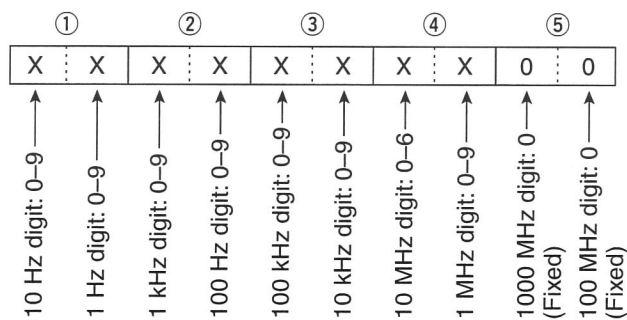 ① ② ③ ④ ⑤
X X X X X X X X 0 0
10 Hz digit: 0–9
1 Hz digit: 0–9
1 kHz digit: 0–9
100 Hz digit: 0–9
100 kHz digit: 0–9
10 kHz digit: 0–9
10 MHz digit: 0–6
1 MHz digit: 0–9
1000 MHz digit: 0
(Fixed)
100 MHz digit: 0
(Fixed)